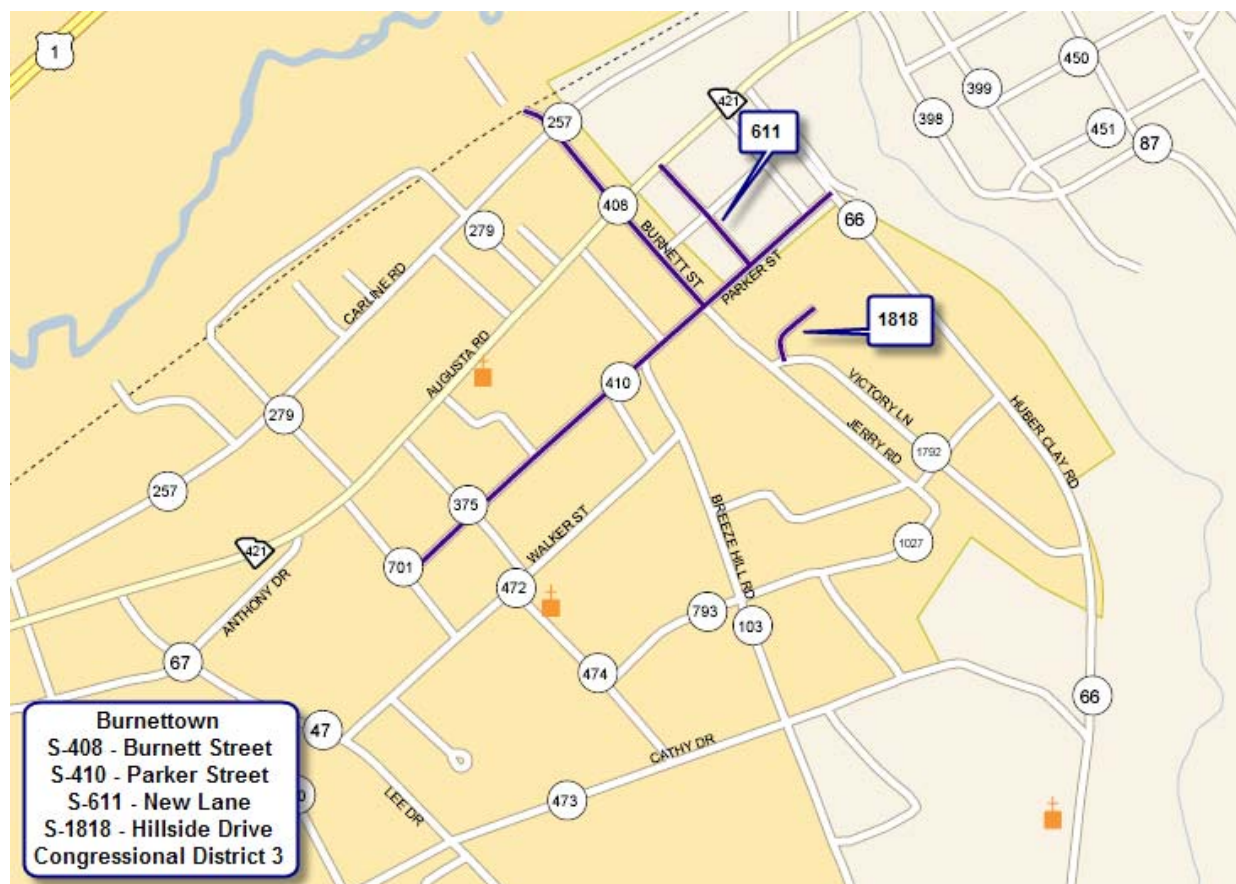 1
450
399
421
257
398
451
87
611
408
66
279
BURNETT ST
PARKER ST
CARLINE RD
1818
AUGUSTA RD
410
VICTORY LN
HUBER CLAY RD
279
JERRY RD
1792
257
375
BREEZE HILL RD
WALKER ST
1027
421
701
472
ANTHONY DR
793
103
67
474
66
47
CATHY DR
LEE DR
473
Burnettown
S-408 - Burnett Street
S-410 - Parker Street
S-611 - New Lane
S-1818 - Hillside Drive
Congressional District 3